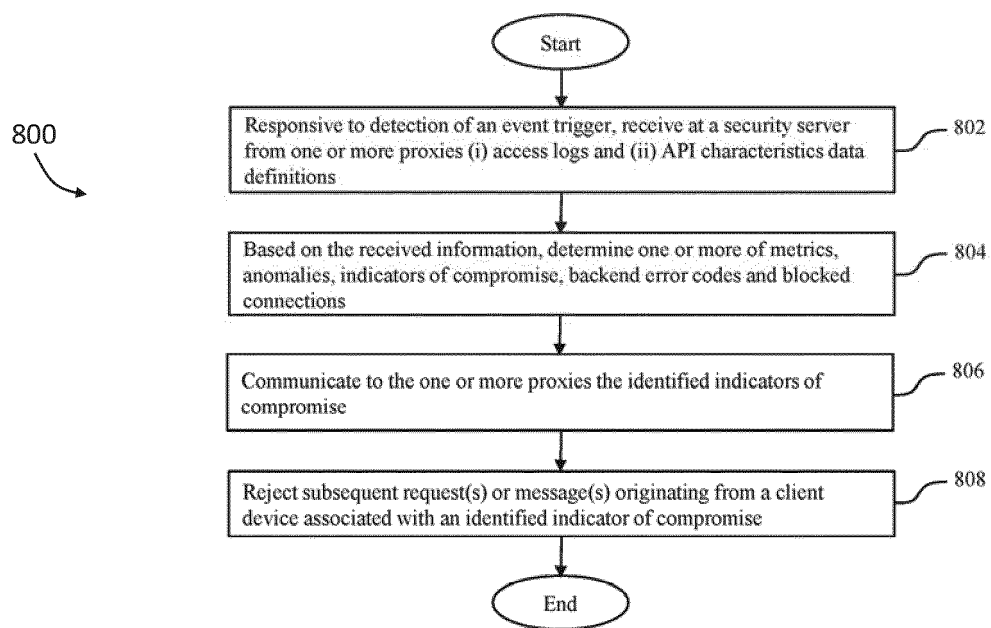 Start
800
Responsive to detection of an event trigger, receive at a security server
from one or more proxies (i) access logs and (ii) API characteristics data
definitions
802
Based on the received information, determine one or more of metrics,
anomalies, indicators of compromise, backend error codes and blocked
connections
804
Communicate to the one or more proxies the identified indicators of
compromise
806
Reject subsequent request(s) or message(s) originating from a client
device associated with an identified indicator of compromise
808
End